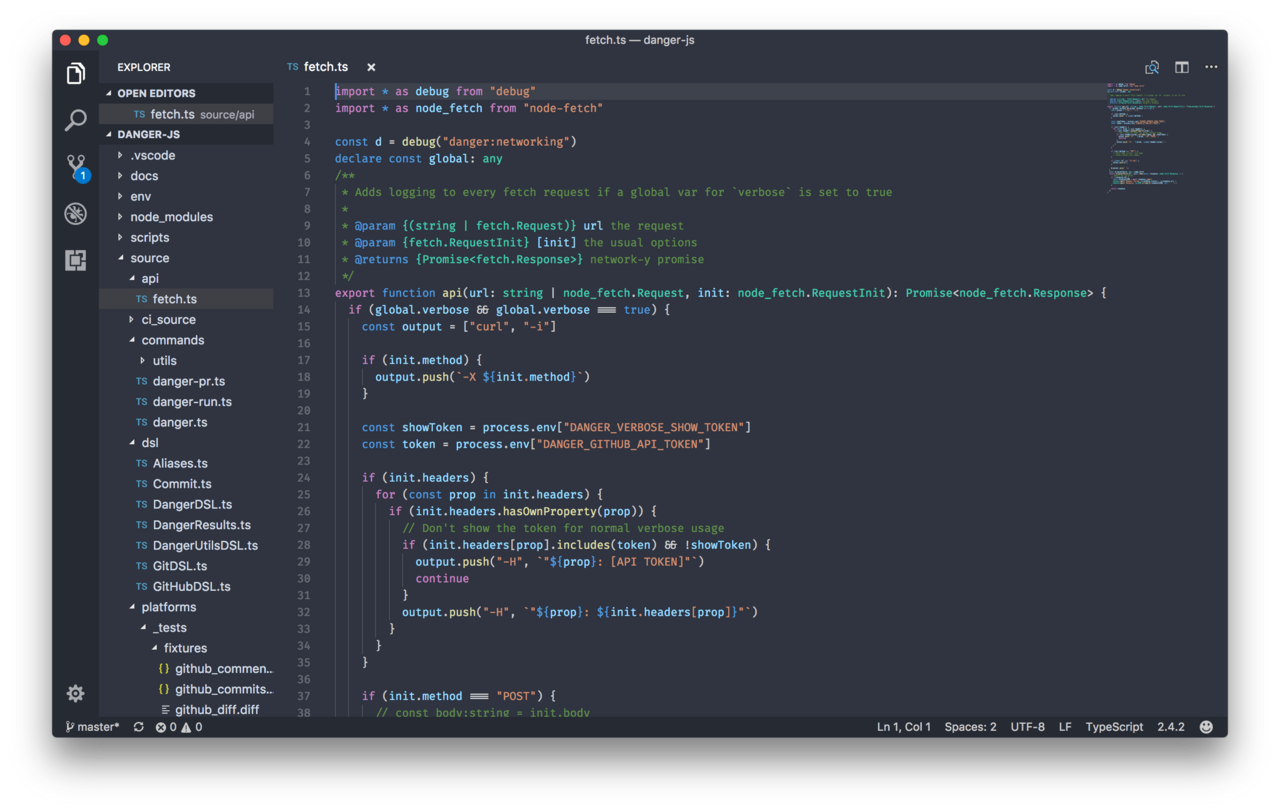 fetch.ts — danger-js
EXPLORER
OPEN EDITORS
TS fetch.ts source/api
DANGER-JS
.vscode
docs
env
node_modules
scripts
source
api
TS fetch.ts
ci_source
commands
utils
TS danger-pr.ts
TS danger-run.ts
TS danger.ts
dsl
TS Aliases.ts
TS Commit.ts
TS DangerDSL.ts
TS DangerResults.ts
TS DangerUtilsDSL.ts
TS GitDSL.ts
TS GitHubDSL.ts
platforms
_tests
fixtures
{} github_commen...
{} github_commits...
github_diff.diff
1
TS fetch.ts ×
1 import * as debug from "debug"
2 import * as node_fetch from "node-fetch"
3
4 const d = debug("danger:networking")
5 declare const global: any
6 /**
7  * Adds logging to every fetch request if a global var for `verbose` is set to true
8  *
9  * @param {(string | fetch.Request)} url the request
10  * @param {fetch.RequestInit} [init] the usual options
11  * @returns {Promise<fetch.Response>} network-y promise
12  */
13 export function api(url: string | node_fetch.Request, init: node_fetch.RequestInit): Promise<node_fetch.Response> {
14   if (global.verbose && global.verbose === true) {
15     const output = ["curl", "-i"]
16
17     if (init.method) {
18       output.push(`-X ${init.method}`)
19     }
20
21     const showToken = process.env["DANGER_VERBOSE_SHOW_TOKEN"]
22     const token = process.env["DANGER_GITHUB_API_TOKEN"]
23
24     if (init.headers) {
25       for (const prop in init.headers) {
26         if (init.headers.hasOwnProperty(prop)) {
27           // Don't show the token for normal verbose usage
28           if (init.headers[prop].includes(token) && !showToken) {
29             output.push("-H", `"${prop}: [API TOKEN]"`)
30             continue
31           }
32           output.push("-H", `"${prop}: ${init.headers[prop]}"`)
33         }
34       }
35     }
36
37     if (init.method === "POST") {
38       // const body:string = init.body
master* 0 0 Ln 1, Col 1 Spaces: 2 UTF-8 LF TypeScript 2.4.2